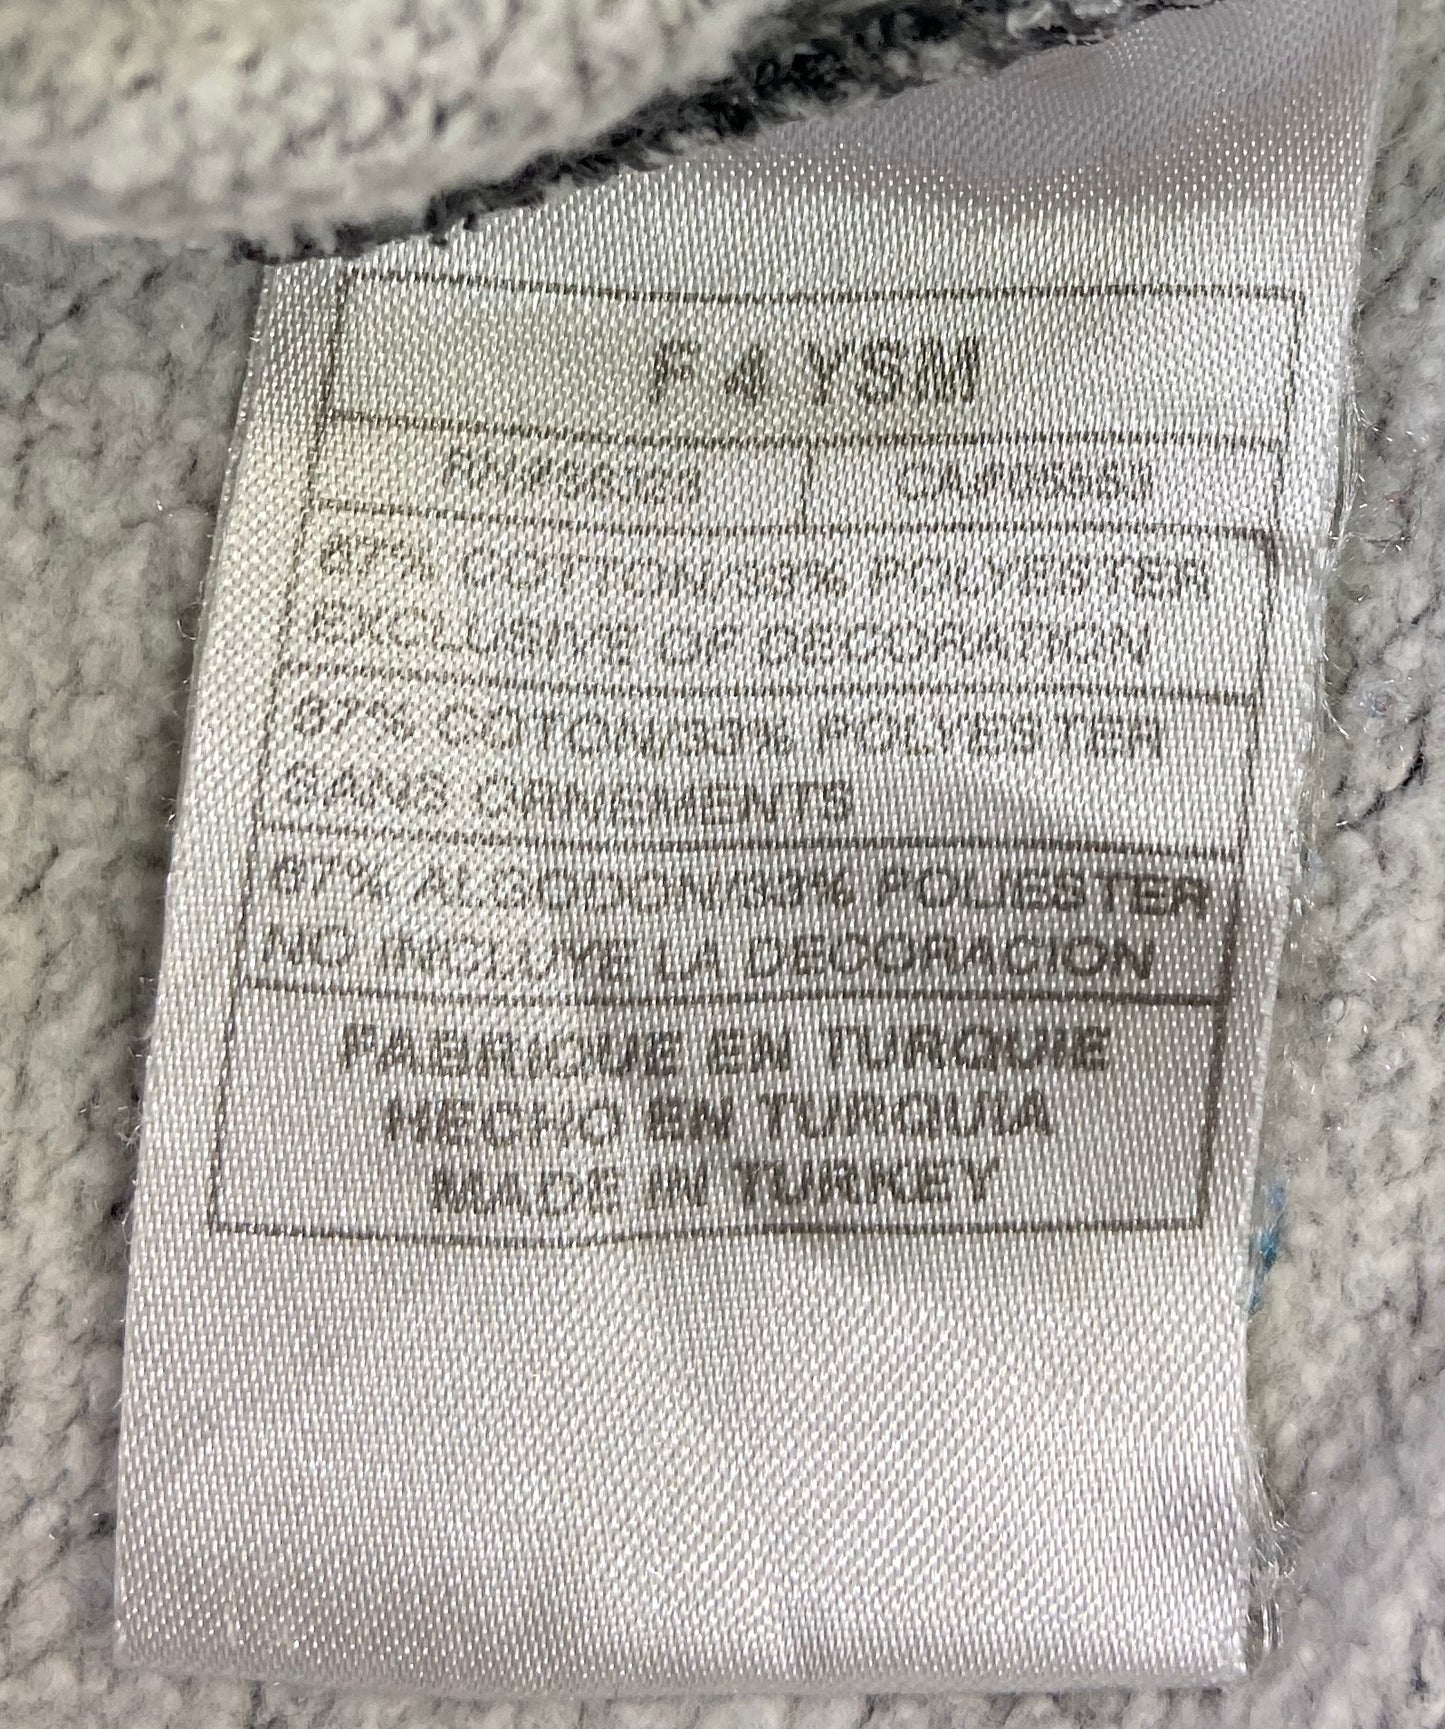 F 4 YSM
67% COTTON/33% POLYESTER
EXCLUSIVE OF DECORATION
67% COTON/33% POLYESTER
SANS ORNEMENTS
67% ALGODON/33% POLIESTER
NO INCLUYE LA DECORACION
FABRIQUE EN TURQUIE
HECHO EN TURQUIA
MADE IN TURKEY